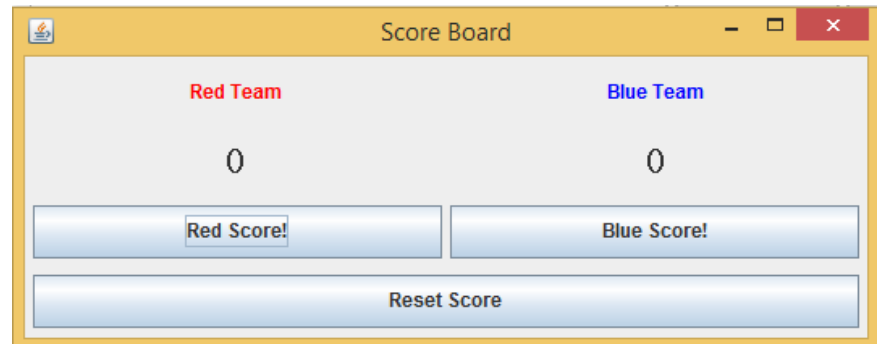 Score Board
Red Team Blue Team
0 0
Red Score! Blue Score!
Reset Score